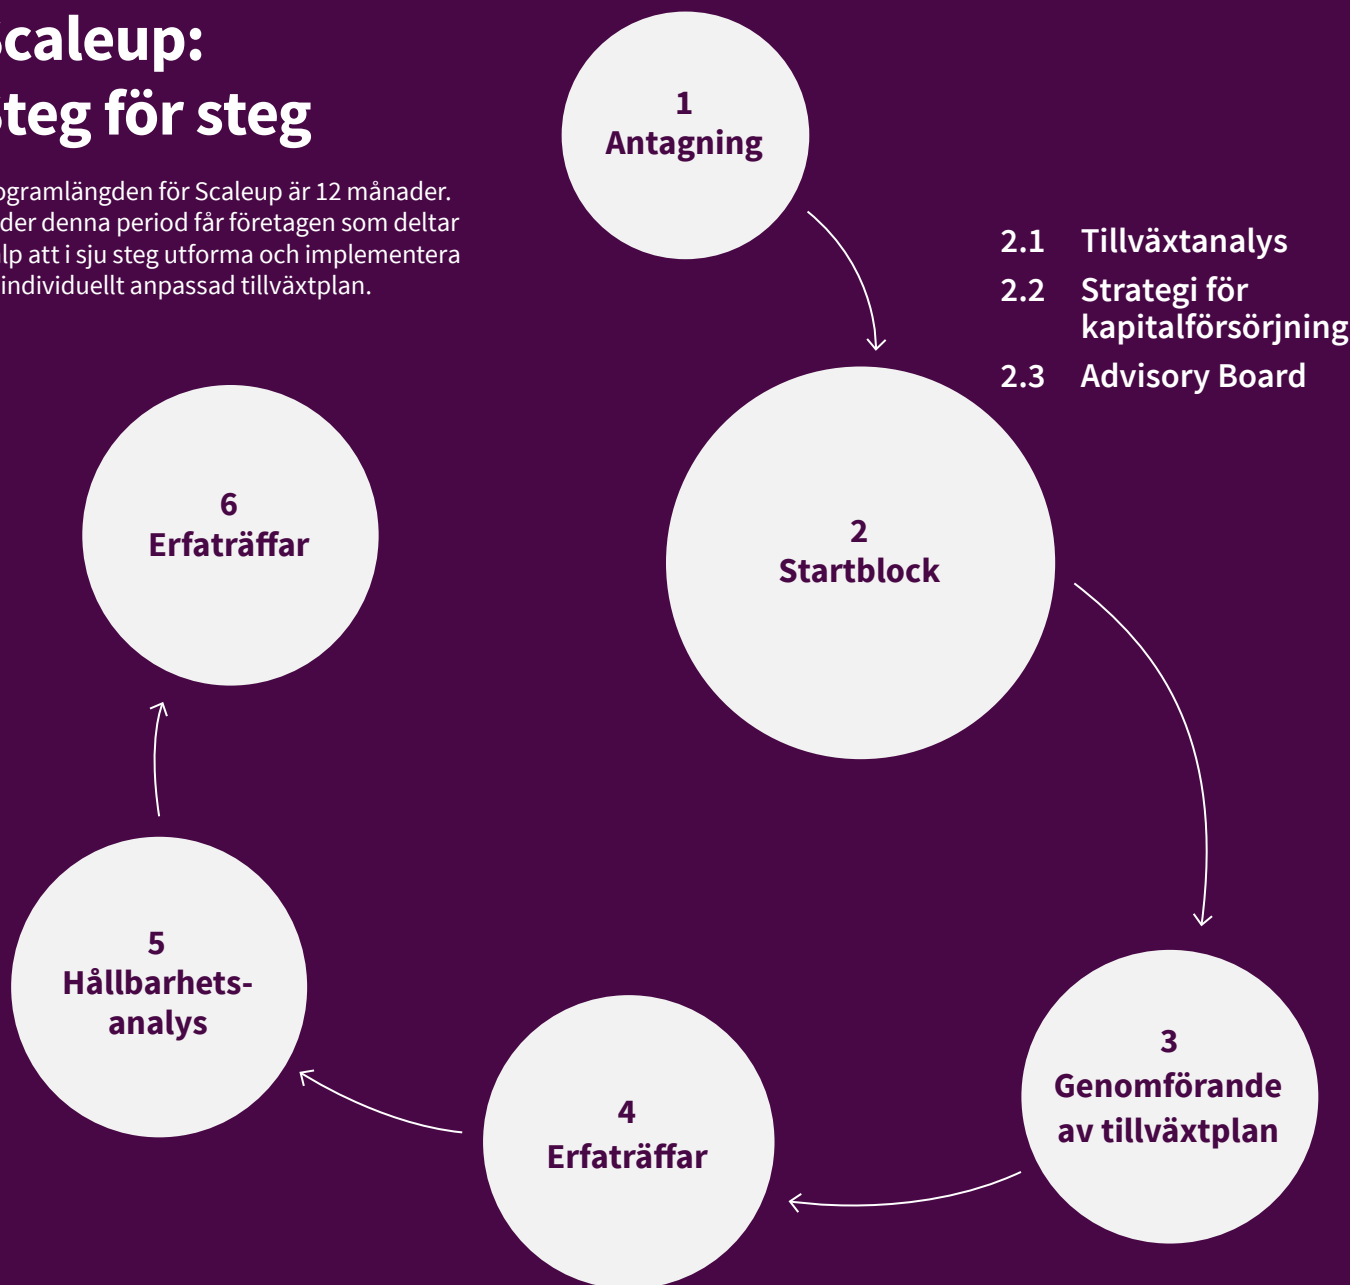 Scaleup:
Steg för steg
ogramlängden för Scaleup är 12 månader.
der denna period får företagen som deltar
lp att i sju steg utforma och implementera
individuellt anpassad tillväxtplan.
1
Antagning
2.1 Tillväxtanalys
2.2 Strategi för
kapitalförsörjning
2.3 Advisory Board
2
Startblock
3
Genomförande
av tillväxtplan
4
Erfaträffar
5
Hållbarhets-
analys
6
Erfaträffar